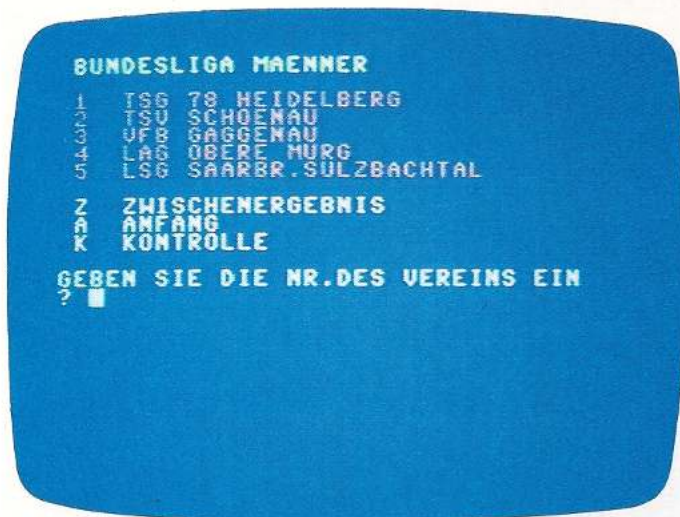 BUNDESLIGA MAENNER
1 TSG 78 HEIDELBERG
2 TSV SCHOENAU
3 VFB GAGGENAU
4 LAG OBERE MURG
5 LSG SAARBR.SULZBACHTAL
Z ZWISCHENERGEBNIS
A ANFANG
K KONTROLLE
GEBEN SIE DIE NR.DES VEREINS EIN
?